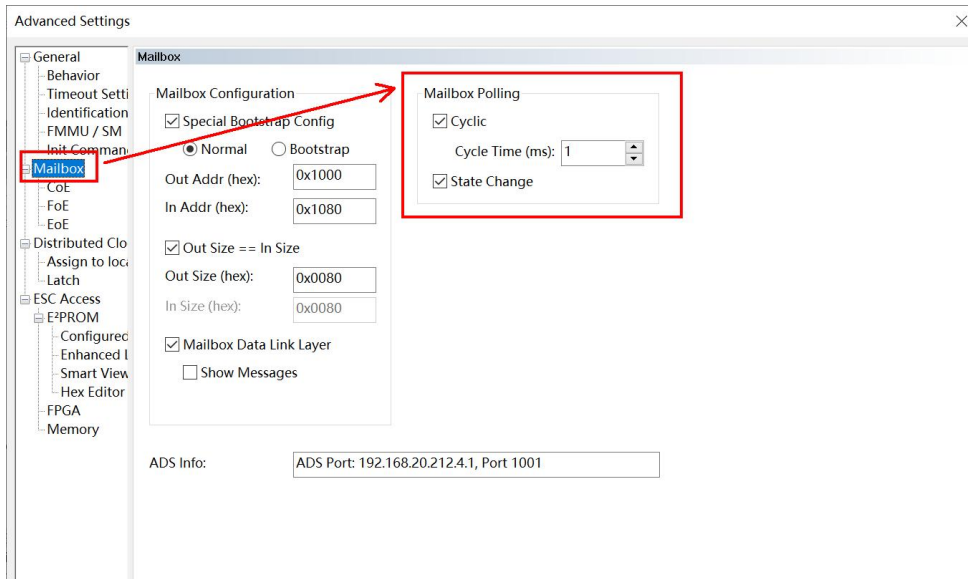 Advanced Settings
General
Behavior
Timeout Setti
Identification
FMMU / SM
Init Comman
Mailbox
CoE
FoE
EoE
Distributed Clo
Assign to loca
Latch
ESC Access
E²PROM
Configured
Enhanced L
Smart View
Hex Editor
FPGA
Memory
Mailbox
Mailbox Configuration
Special Bootstrap Config
Normal Bootstrap
Out Addr (hex): 0x1000
In Addr (hex): 0x1080
Out Size == In Size
Out Size (hex): 0x0080
In Size (hex): 0x0080
Mailbox Data Link Layer
Show Messages
Mailbox Polling
Cyclic
Cycle Time (ms): 1
State Change
ADS Info: ADS Port: 192.168.20.212.4.1, Port 1001